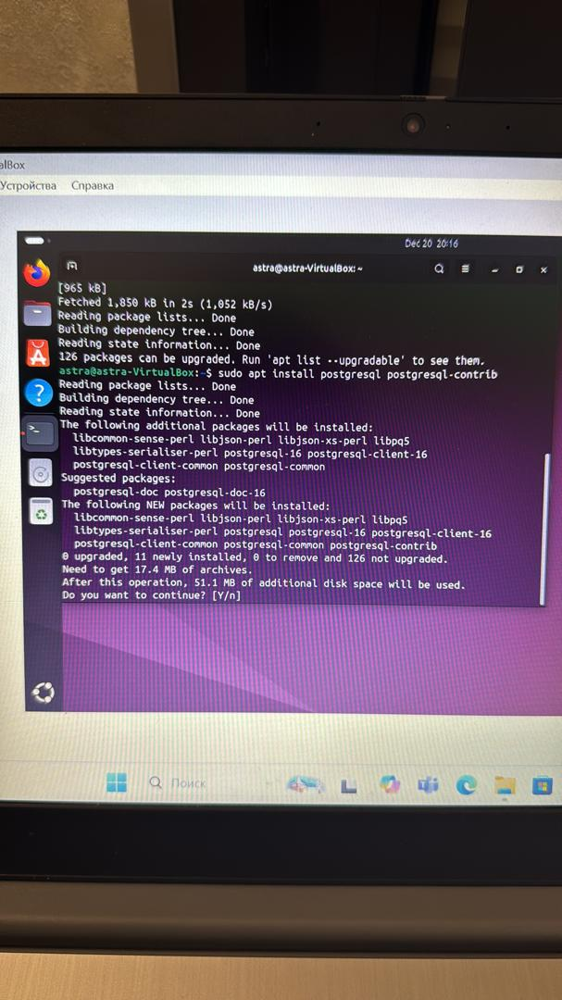 alBox
Устройства Справка
Dec 20 20:16
astra@astra-VirtualBox: ~
[965 kB]
Fetched 1,850 kB in 2s (1,052 kB/s)
Reading package lists... Done
Building dependency tree... Done
Reading state information... Done
126 packages can be upgraded. Run 'apt list --upgradable' to see them.
astra@astra-VirtualBox:~$ sudo apt install postgresql postgresql-contrib
Reading package lists... Done
Building dependency tree... Done
Reading state information... Done
The following additional packages will be installed:
libcommon-sense-perl libjson-perl libjson-xs-perl libpq5
libtypes-serialiser-perl postgresql-16 postgresql-client-16
postgresql-client-common postgresql-common
Suggested packages:
postgresql-doc postgresql-doc-16
The following NEW packages will be installed:
libcommon-sense-perl libjson-perl libjson-xs-perl libpq5
libtypes-serialiser-perl postgresql postgresql-16 postgresql-client-16
postgresql-client-common postgresql-common postgresql-contrib
0 upgraded, 11 newly installed, 0 to remove and 126 not upgraded.
Need to get 17.4 MB of archives.
After this operation, 51.1 MB of additional disk space will be used.
Do you want to continue? [Y/n]
Поиск